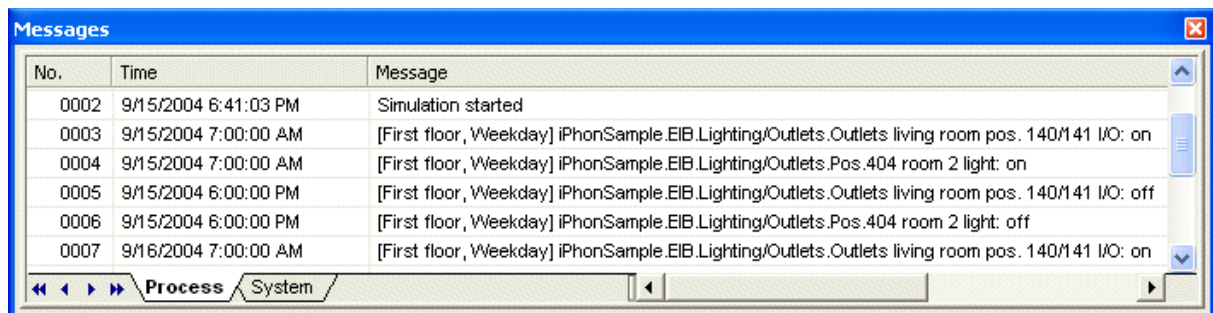 Messages
No. Time Message
0002 9/15/2004 6:41:03 PM Simulation started
0003 9/15/2004 7:00:00 AM [First floor, Weekday] iPhonSample.EIB.Lighting/Outlets.Outlets living room pos. 140/141 I/O: on
0004 9/15/2004 7:00:00 AM [First floor, Weekday] iPhonSample.EIB.Lighting/Outlets.Pos.404 room 2 light: on
0005 9/15/2004 6:00:00 PM [First floor, Weekday] iPhonSample.EIB.Lighting/Outlets.Outlets living room pos. 140/141 I/O: off
0006 9/15/2004 6:00:00 PM [First floor, Weekday] iPhonSample.EIB.Lighting/Outlets.Pos.404 room 2 light: off
0007 9/16/2004 7:00:00 AM [First floor, Weekday] iPhonSample.EIB.Lighting/Outlets.Outlets living room pos. 140/141 I/O: on
Process System